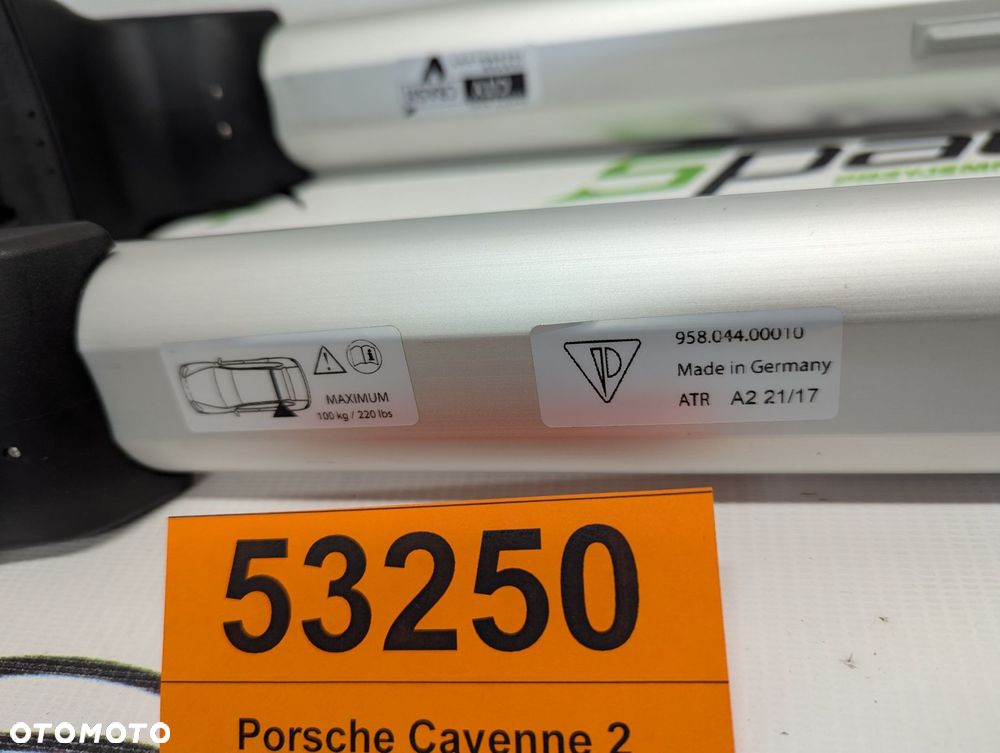 MAXIMUM
100 kg / 220 lbs
958.044.00010
Made in Germany
ATR A2 21/17
53250
Porsche Cayenne 2
OTOMOTO